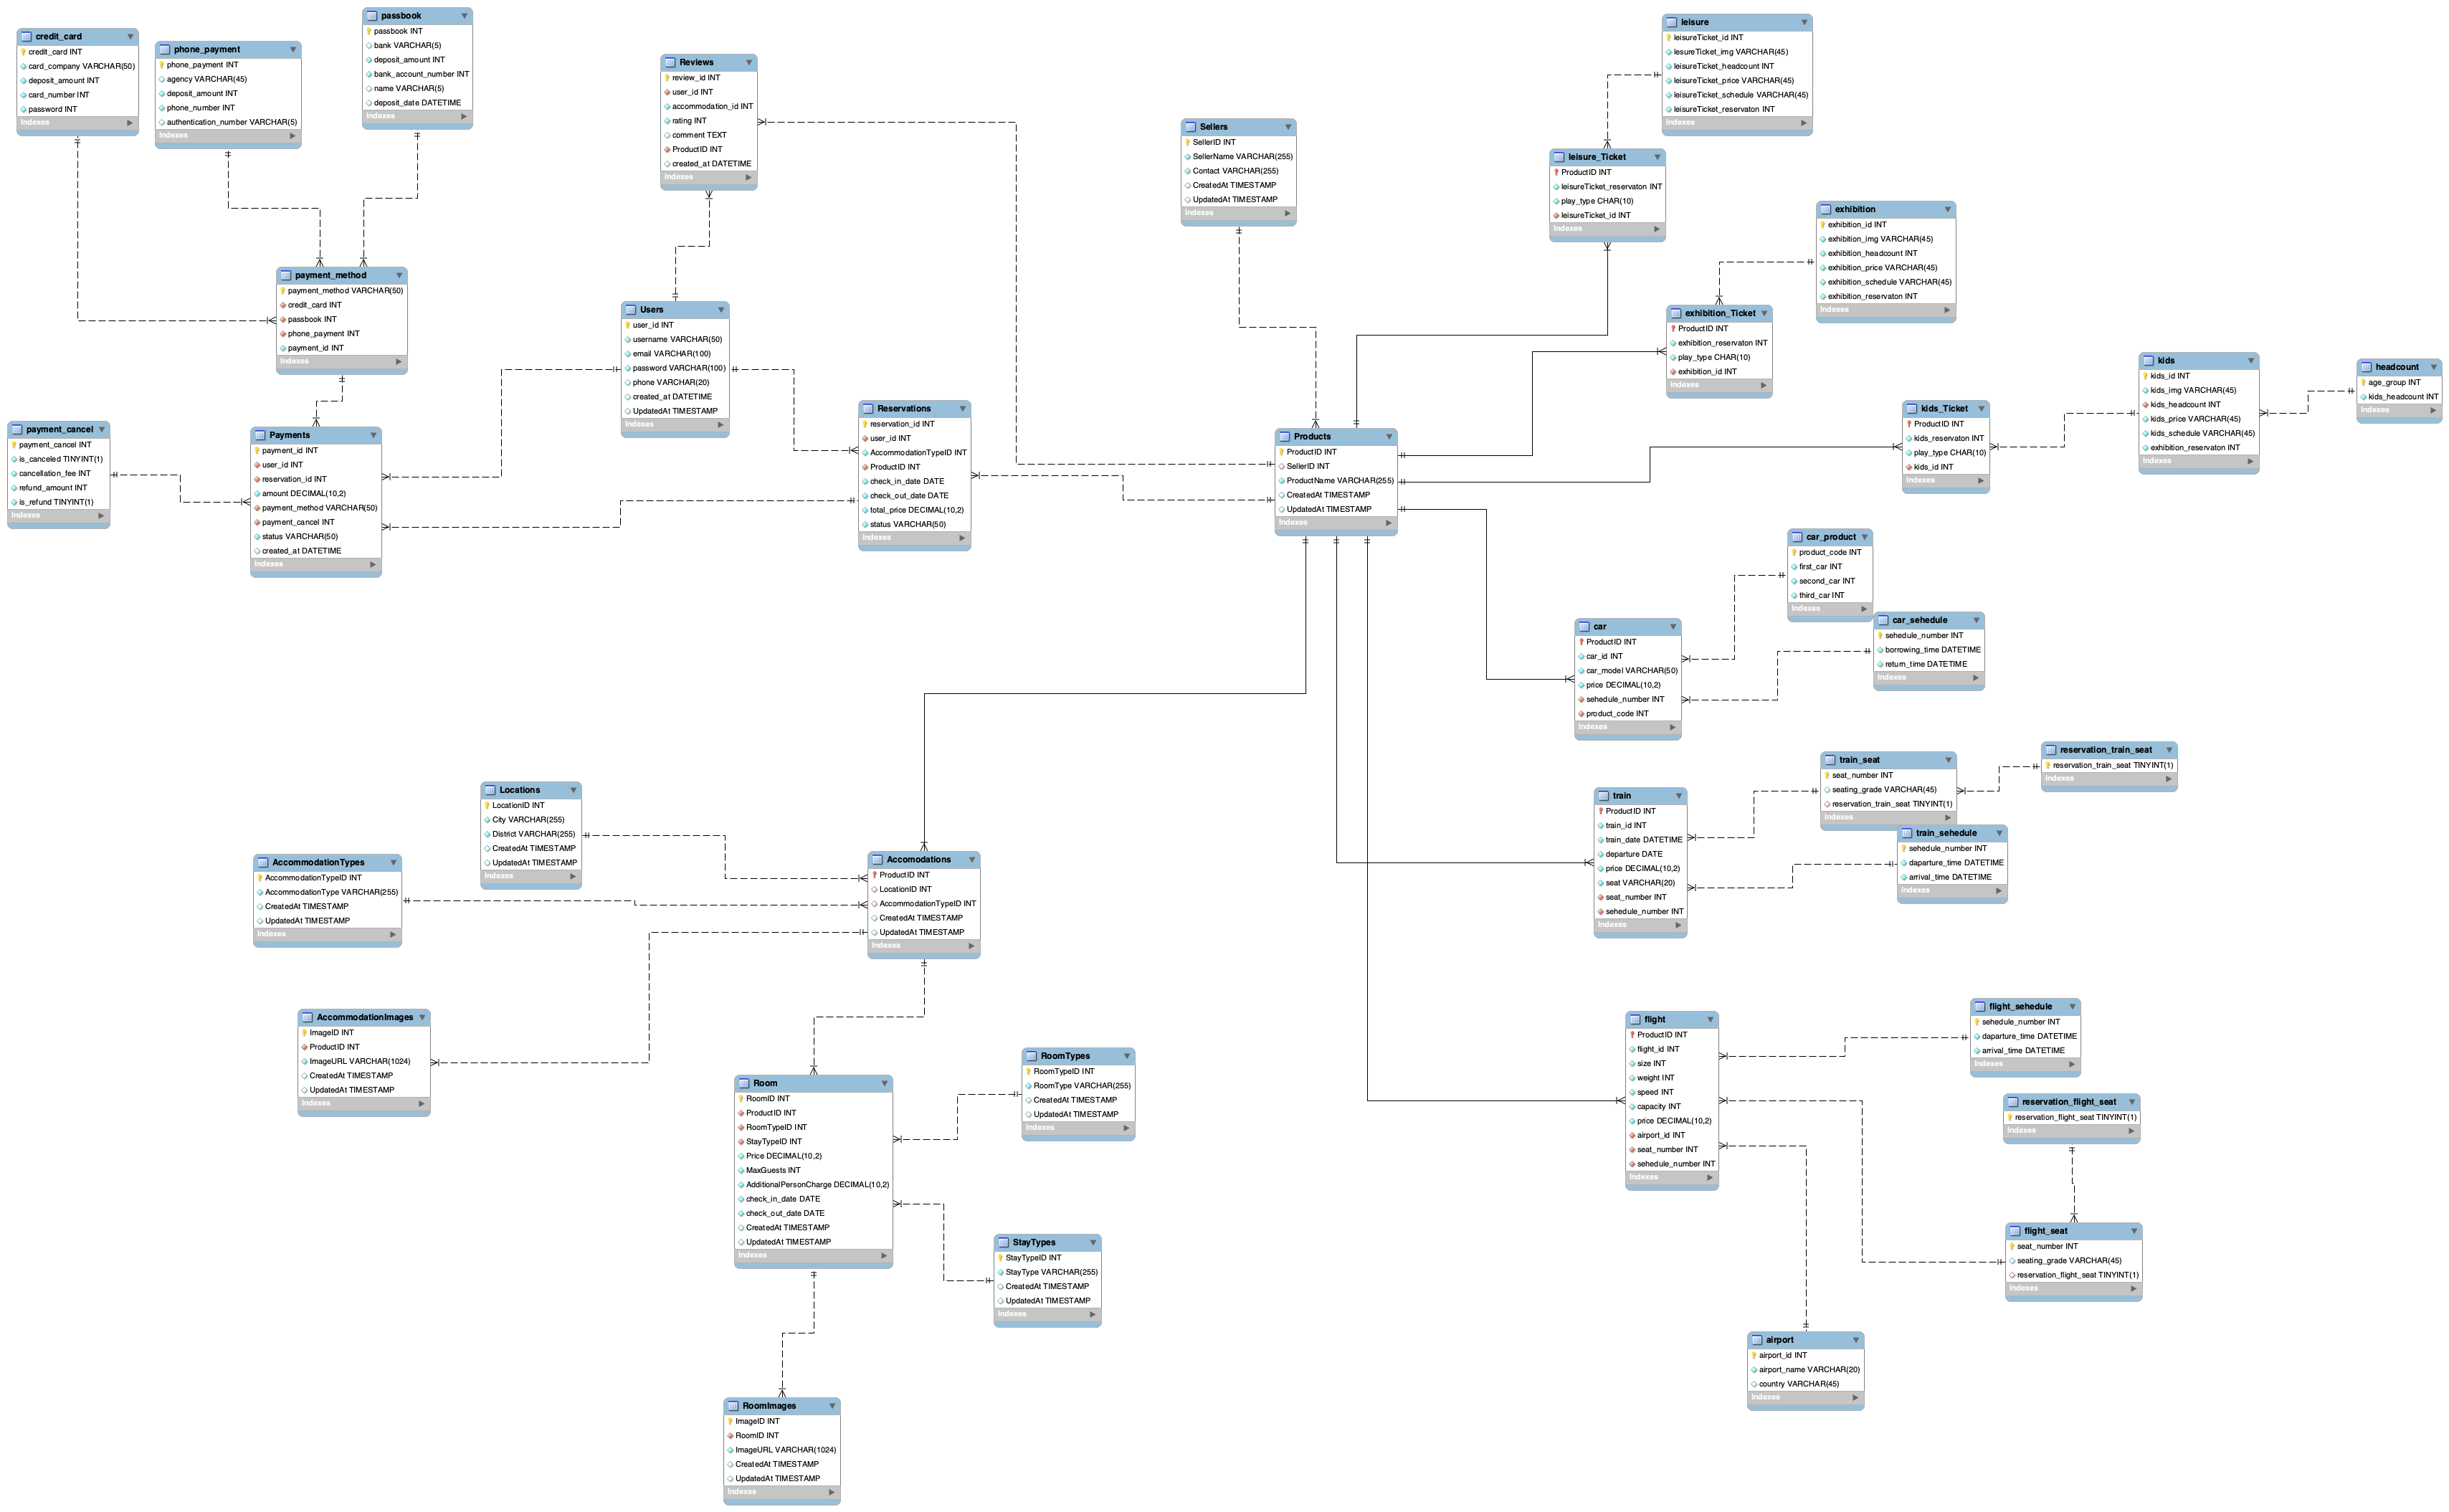 credit_card
credit_card INT
card_company VARCHAR(50)
deposit_amount INT
card_number INT
password INT
Indexes
phone_payment
phone_payment INT
agency VARCHAR(45)
deposit_amount INT
phone_number INT
authentication_number VARCHAR(5)
Indexes
passbook
passbook INT
bank VARCHAR(5)
deposit_amount INT
bank_account_number INT
name VARCHAR(5)
deposit_date DATETIME
Indexes
payment_method
payment_method VARCHAR(50)
credit_card INT
passbook INT
phone_payment INT
payment_id INT
Indexes
payment_cancel
payment_cancel INT
is_canceled TINYINT(1)
cancellation_fee INT
refund_amount INT
is_refund TINYINT(1)
Indexes
Payments
payment_id INT
user_id INT
reservation_id INT
amount DECIMAL(10,2)
payment_method VARCHAR(50)
payment_cancel INT
status VARCHAR(50)
created_at DATETIME
Indexes
Reviews
review_id INT
user_id INT
accommodation_id INT
rating INT
comment TEXT
ProductID INT
created_at DATETIME
Indexes
Users
user_id INT
username VARCHAR(50)
email VARCHAR(100)
password VARCHAR(100)
phone VARCHAR(20)
created_at DATETIME
UpdatedAt TIMESTAMP
Indexes
Reservations
reservation_id INT
user_id INT
AccommodationTypeID INT
ProductID INT
check_in_date DATE
check_out_date DATE
total_price DECIMAL(10,2)
status VARCHAR(50)
Indexes
Sellers
SellerID INT
SellerName VARCHAR(255)
Contact VARCHAR(255)
CreatedAt TIMESTAMP
UpdatedAt TIMESTAMP
Indexes
Products
ProductID INT
SellerID INT
ProductName VARCHAR(255)
CreatedAt TIMESTAMP
UpdatedAt TIMESTAMP
Indexes
leisure
leisureTicket_id INT
lesureTicket_img VARCHAR(45)
leisureTicket_headcount INT
leisureTicket_price VARCHAR(45)
leisureTicket_schedule VARCHAR(45)
leisureTicket_reservaton INT
Indexes
leisure_Ticket
ProductID INT
leisureTicket_reservaton INT
play_type CHAR(10)
leisureTicket_id INT
Indexes
exhibition
exhibition_id INT
exhibition_img VARCHAR(45)
exhibition_headcount INT
exhibition_price VARCHAR(45)
exhibition_schedule VARCHAR(45)
exhibition_reservaton INT
Indexes
exhibition_Ticket
ProductID INT
exhibition_reservaton INT
play_type CHAR(10)
exhibition_id INT
Indexes
kids
kids_id INT
kids_img VARCHAR(45)
kids_headcount INT
kids_price VARCHAR(45)
kids_schedule VARCHAR(45)
exhibition_reservaton INT
Indexes
headcount
age_group INT
kids_headcount INT
Indexes
kids_Ticket
ProductID INT
kids_reservaton INT
play_type CHAR(10)
kids_id INT
Indexes
car_product
product_code INT
first_car INT
second_car INT
third_car INT
Indexes
car_sehedule
sehedule_number INT
borrowing_time DATETIME
return_time DATETIME
Indexes
car
ProductID INT
car_id INT
car_model VARCHAR(50)
price DECIMAL(10,2)
sehedule_number INT
product_code INT
Indexes
train_seat
seat_number INT
seating_grade VARCHAR(45)
reservation_train_seat TINYINT(1)
Indexes
reservation_train_seat
reservation_train_seat TINYINT(1)
Indexes
train
ProductID INT
train_id INT
train_date DATETIME
departure DATE
price DECIMAL(10,2)
seat VARCHAR(20)
seat_number INT
sehedule_number INT
Indexes
train_sehedule
sehedule_number INT
daparture_time DATETIME
arrival_time DATETIME
Indexes
Locations
LocationID INT
City VARCHAR(255)
District VARCHAR(255)
CreatedAt TIMESTAMP
UpdatedAt TIMESTAMP
Indexes
AccommodationTypes
AccommodationTypeID INT
AccommodationType VARCHAR(255)
CreatedAt TIMESTAMP
UpdatedAt TIMESTAMP
Indexes
Accomodations
ProductID INT
LocationID INT
AccommodationTypeID INT
CreatedAt TIMESTAMP
UpdatedAt TIMESTAMP
Indexes
AccommodationImages
ImageID INT
ProductID INT
ImageURL VARCHAR(1024)
CreatedAt TIMESTAMP
UpdatedAt TIMESTAMP
Indexes
Room
RoomID INT
ProductID INT
RoomTypeID INT
StayTypeID INT
Price DECIMAL(10,2)
MaxGuests INT
AdditionalPersonCharge DECIMAL(10,2)
check_in_date DATE
check_out_date DATE
CreatedAt TIMESTAMP
UpdatedAt TIMESTAMP
Indexes
RoomTypes
RoomTypeID INT
RoomType VARCHAR(255)
CreatedAt TIMESTAMP
UpdatedAt TIMESTAMP
Indexes
StayTypes
StayTypeID INT
StayType VARCHAR(255)
CreatedAt TIMESTAMP
UpdatedAt TIMESTAMP
Indexes
RoomImages
ImageID INT
RoomID INT
ImageURL VARCHAR(1024)
CreatedAt TIMESTAMP
UpdatedAt TIMESTAMP
Indexes
flight
ProductID INT
flight_id INT
size INT
weight INT
speed INT
capacity INT
price DECIMAL(10,2)
airport_id INT
seat_number INT
sehedule_number INT
Indexes
flight_sehedule
sehedule_number INT
daparture_time DATETIME
arrival_time DATETIME
Indexes
reservation_flight_seat
reservation_flight_seat TINYINT(1)
Indexes
flight_seat
seat_number INT
seating_grade VARCHAR(45)
reservation_flight_seat TINYINT(1)
Indexes
airport
airport_id INT
airport_name VARCHAR(20)
country VARCHAR(45)
Indexes